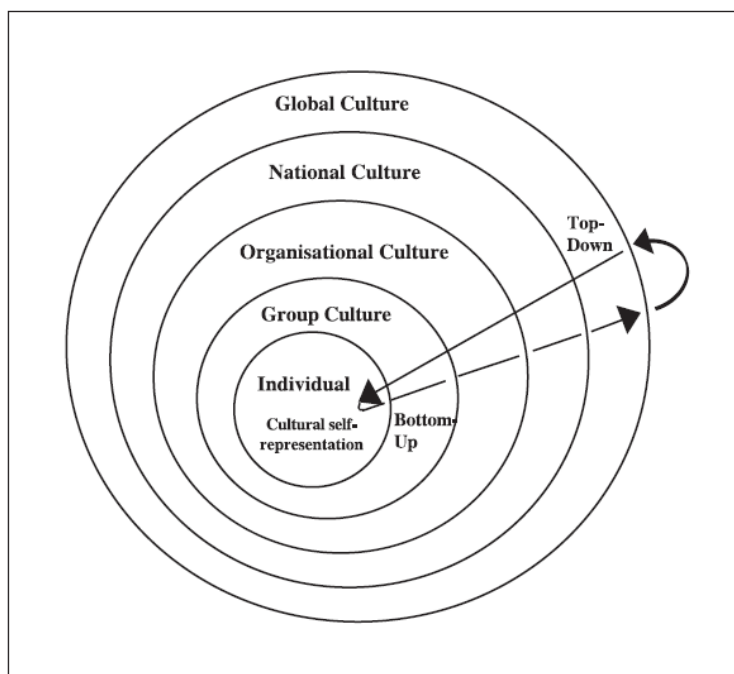 Global Culture
National Culture
Top-
Down
Organisational Culture
Group Culture
Individual
Cultural self-
representation
Bottom-
Up